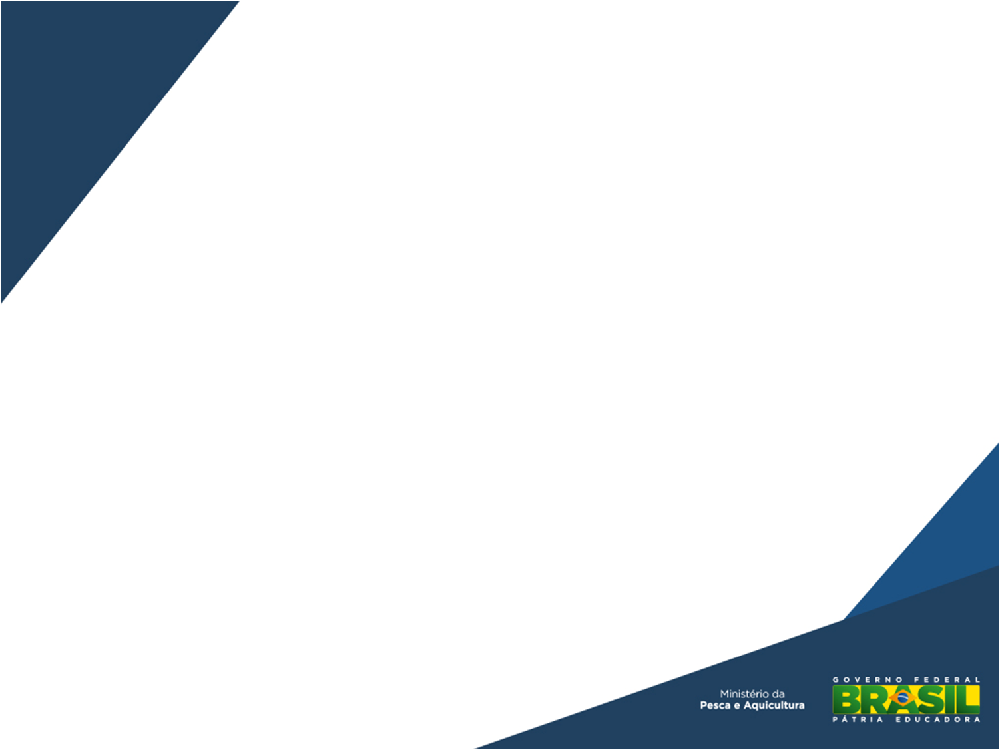 Ministério da
Pesca e Aquicultura
GOVERNO FEDERAL
BRASIL
PÁTRIA EDUCADORA